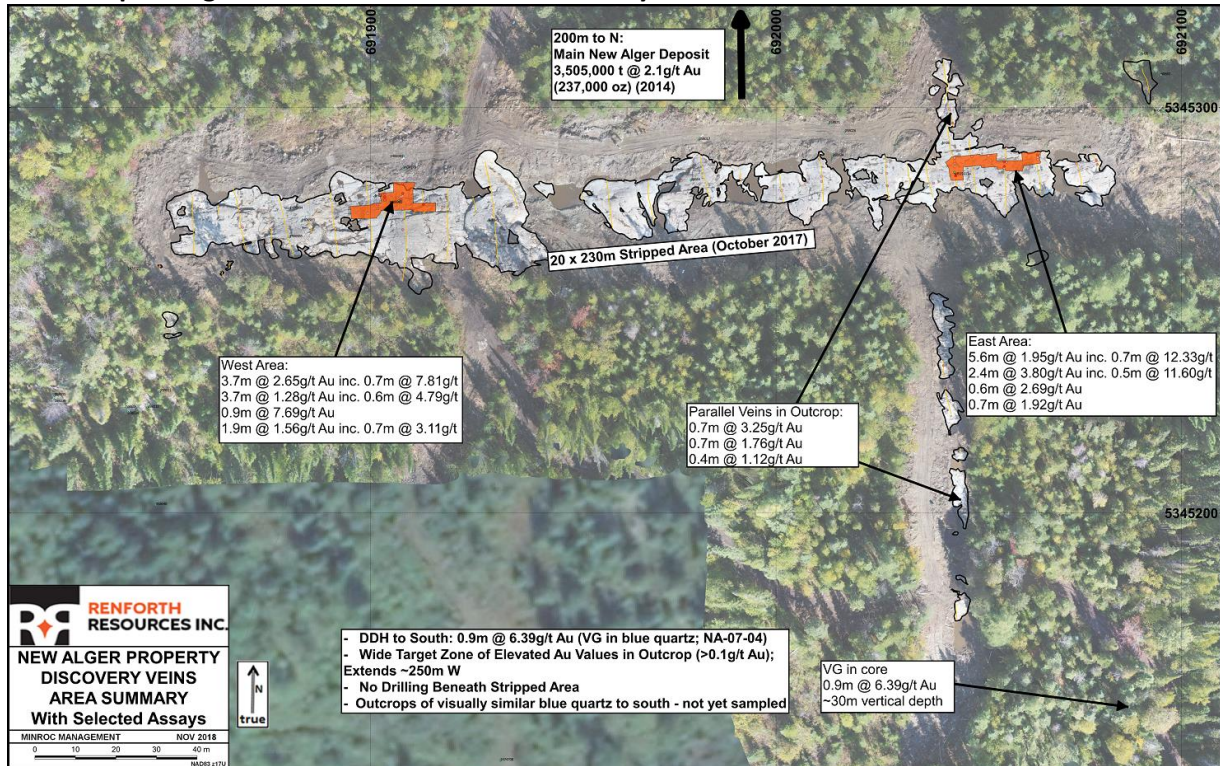 691900
692000
692100
200m to N:
Main New Alger Deposit
3,505,000 t @ 2.1g/t Au
(237,000 oz) (2014)
5345300
20 x 230m Stripped Area (October 2017)
West Area:
3.7m @ 2.65g/t Au inc. 0.7m @ 7.81g/t
3.7m @ 1.28g/t Au inc. 0.6m @ 4.79g/t
0.9m @ 7.69g/t Au
1.9m @ 1.56g/t Au inc. 0.7m @ 3.11g/t
East Area:
5.6m @ 1.95g/t Au inc. 0.7m @ 12.33g/t
2.4m @ 3.80g/t Au inc. 0.5m @ 11.60g/t
0.6m @ 2.69g/t Au
0.7m @ 1.92g/t Au
Parallel Veins in Outcrop:
0.7m @ 3.25g/t Au
0.7m @ 1.76g/t Au
0.4m @ 1.12g/t Au
5345200
RENFORTH
RESOURCES INC.
NEW ALGER PROPERTY
DISCOVERY VEINS
AREA SUMMARY
With Selected Assays
MINROC MANAGEMENT NOV 2018
0 10 20 30 40 m
NAD83 z17U
N
true
- DDH to South: 0.9m @ 6.39g/t Au (VG in blue quartz; NA-07-04)
- Wide Target Zone of Elevated Au Values in Outcrop (>0.1g/t Au);
Extends ~250m W
- No Drilling Beneath Stripped Area
- Outcrops of visually similar blue quartz to south - not yet sampled
VG in core
0.9m @ 6.39g/t Au
~30m vertical depth